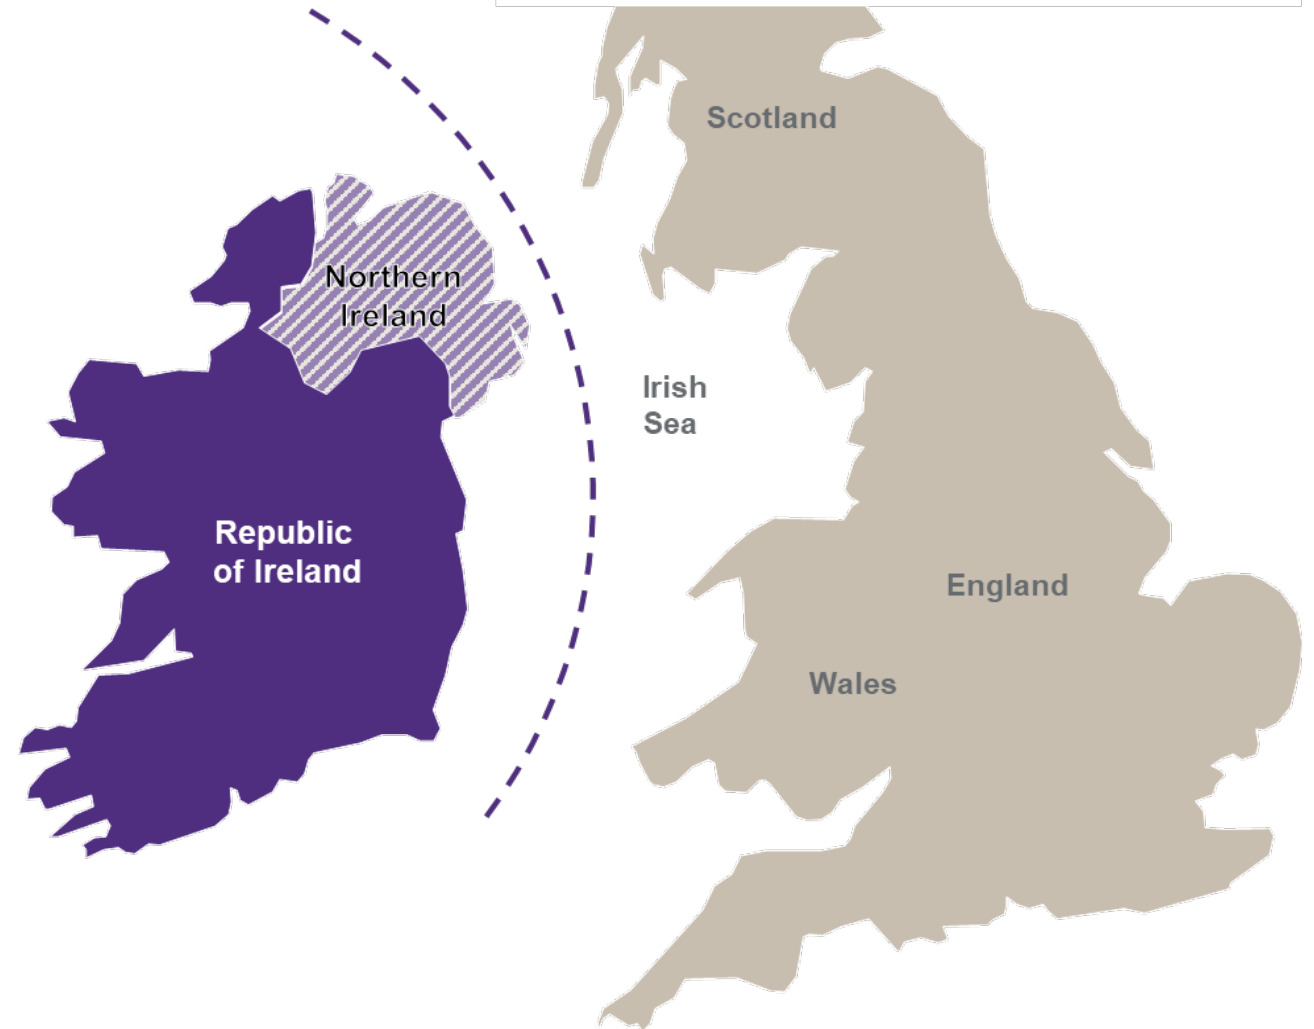 Scotland
Northern
Ireland
Irish
Sea
Republic
of Ireland
England
Wales